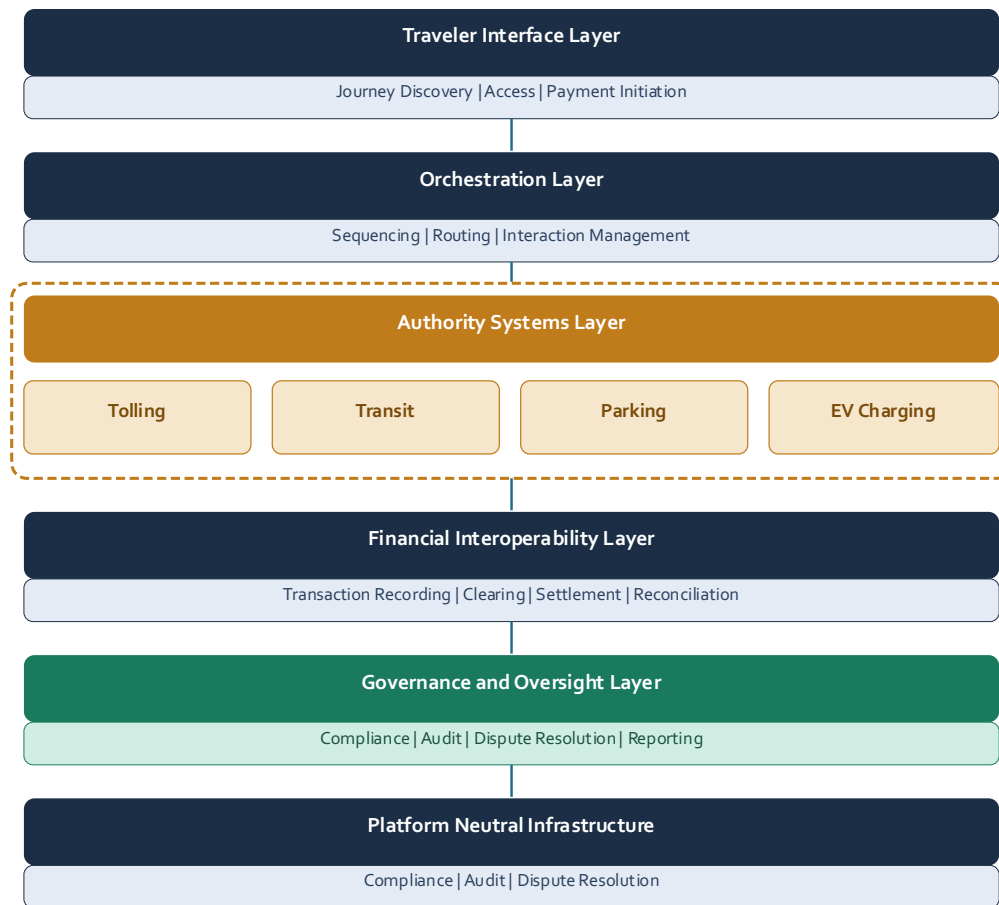 Traveler Interface Layer
Journey Discovery | Access | Payment Initiation
Orchestration Layer
Sequencing | Routing | Interaction Management
Authority Systems Layer
Tolling
Transit
Parking
EV Charging
Financial Interoperability Layer
Transaction Recording | Clearing | Settlement | Reconciliation
Governance and Oversight Layer
Compliance | Audit | Dispute Resolution | Reporting
Platform Neutral Infrastructure
Compliance | Audit | Dispute Resolution